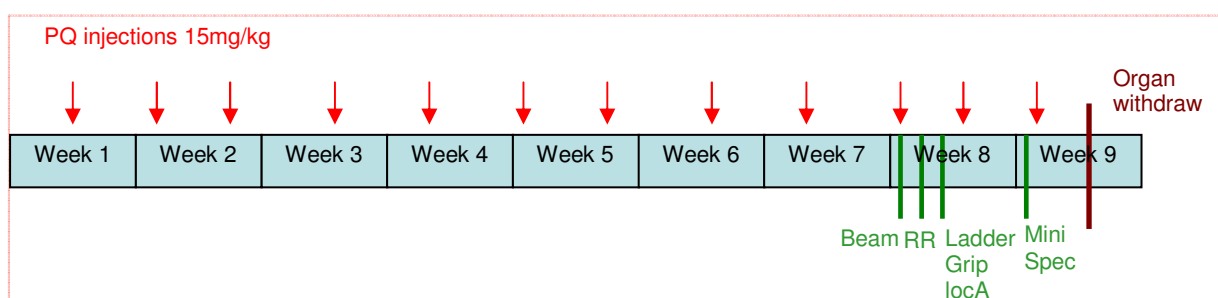 PQ injections 15mg/kg
Organ
withdraw
Week 1 Week 2 Week 3 Week 4 Week 5 Week 6 Week 7 Week 8 Week 9
Beam RR Ladder Mini
Grip Spec
locA